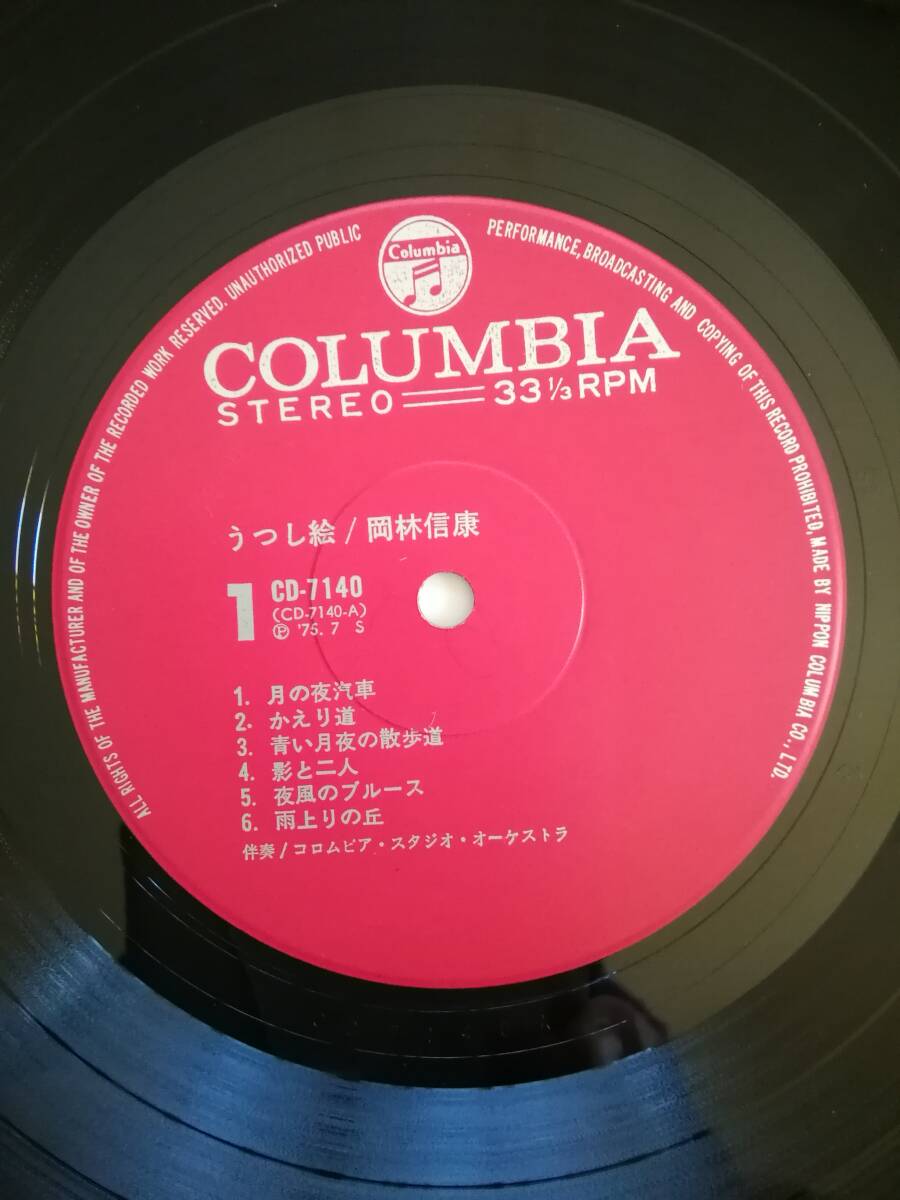 ALL RIGHTS OF THE MANUFACTURER AND OF THE OWNER OF THE RECORDED WORK RESERVED. UNAUTHORIZED PUBLIC PERFORMANCE, BROADCASTING AND COPYING OF THIS RECORD PROHIBITED, MADE BY NIPPON COLUMBIA CO., LTD.
Columbia
COLUMBIA
STEREO 33 1/3 RPM
うつし絵/岡林信康
1 CD-7140
(CD-7140-A)
Ⓟ '75. 7 S
1. 月の夜汽車
2. かえり道
3. 青い月夜の散歩道
4. 影と二人
5. 夜風のブルース
6. 雨上りの丘
伴奏/コロムビア・スタジオ・オーケストラ